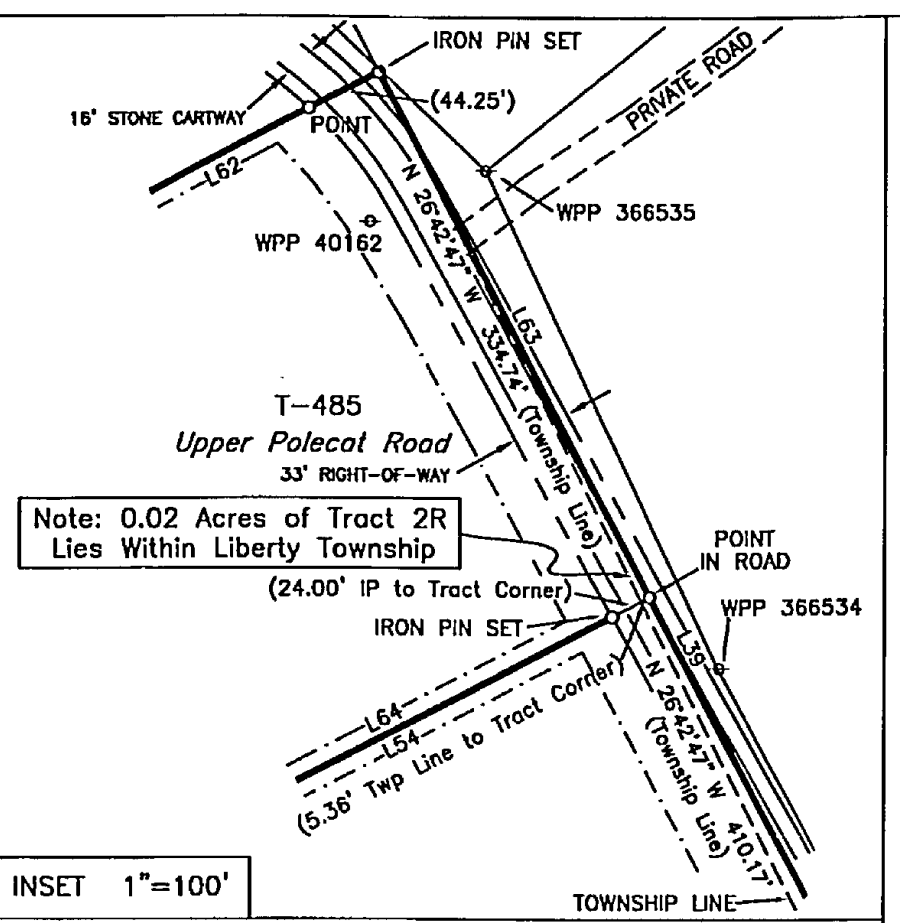 IRON PIN SET
PRIVATE ROAD
(44.25')
16' STONE CARTWAY
POINT
L62
WPP 366535
WPP 40162
N 26°42'47" W 334.74' (Township Line)
L63
T-485
Upper Polecat Road
33' RIGHT-OF-WAY
Note: 0.02 Acres of Tract 2R
Lies Within Liberty Township
POINT
IN ROAD
(24.00' IP to Tract Corner)
WPP 366534
IRON PIN SET
L39
L64
L54
(5.36' Twp Line to Tract Corner)
N 26°42'47" W 410.17'
(Township Line)
INSET 1"=100'
TOWNSHIP LINE